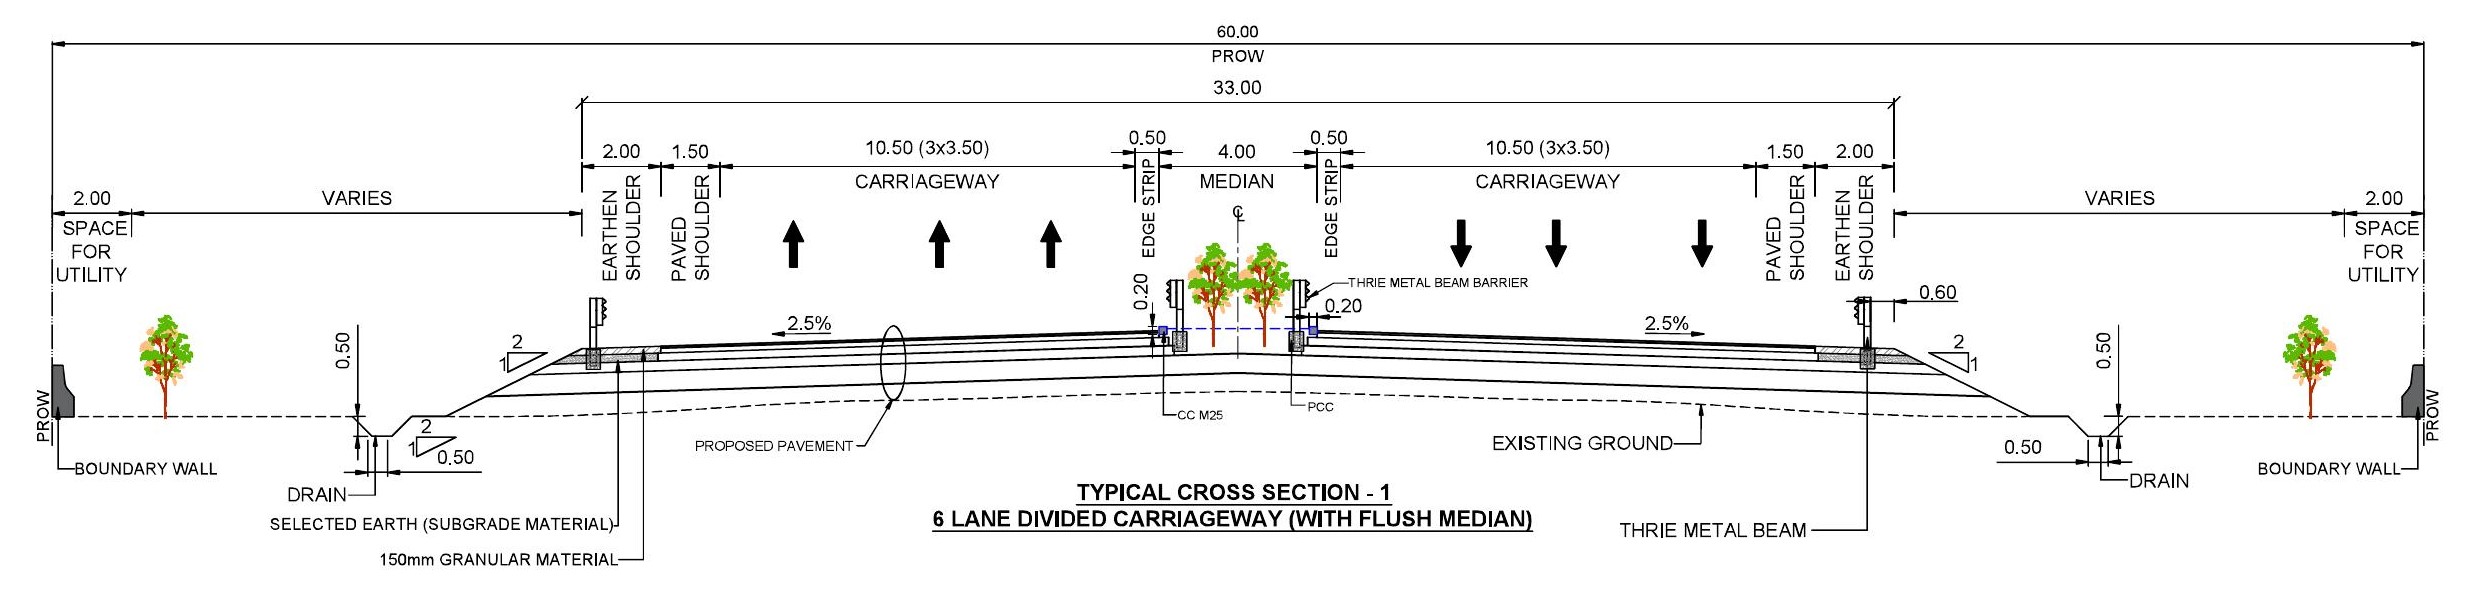 60.00
PROW
33.00
2.00
VARIES
2.00
1.50
10.50 (3x3.50)
0.50
4.00
0.50
10.50 (3x3.50)
1.50
2.00
VARIES
2.00
SPACE
FOR
UTILITY
EARTHEN
SHOULDER
PAVED
SHOULDER
CARRIAGEWAY
EDGE STRIP
MEDIAN
EDGE STRIP
CARRIAGEWAY
PAVED
SHOULDER
EARTHEN
SHOULDER
SPACE
FOR
UTILITY
℄
0.20
THRIE METAL BEAM BARRIER
0.20
0.60
2.5%
2.5%
0.50
2
1
2
1
0.50
PROW
2
1
0.50
CC M25
PCC
PROPOSED PAVEMENT
EXISTING GROUND
0.50
PROW
BOUNDARY WALL
DRAIN
SELECTED EARTH (SUBGRADE MATERIAL)
150mm GRANULAR MATERIAL
BOUNDARY WALL
DRAIN
THRIE METAL BEAM
TYPICAL CROSS SECTION - 1
6 LANE DIVIDED CARRIAGEWAY (WITH FLUSH MEDIAN)